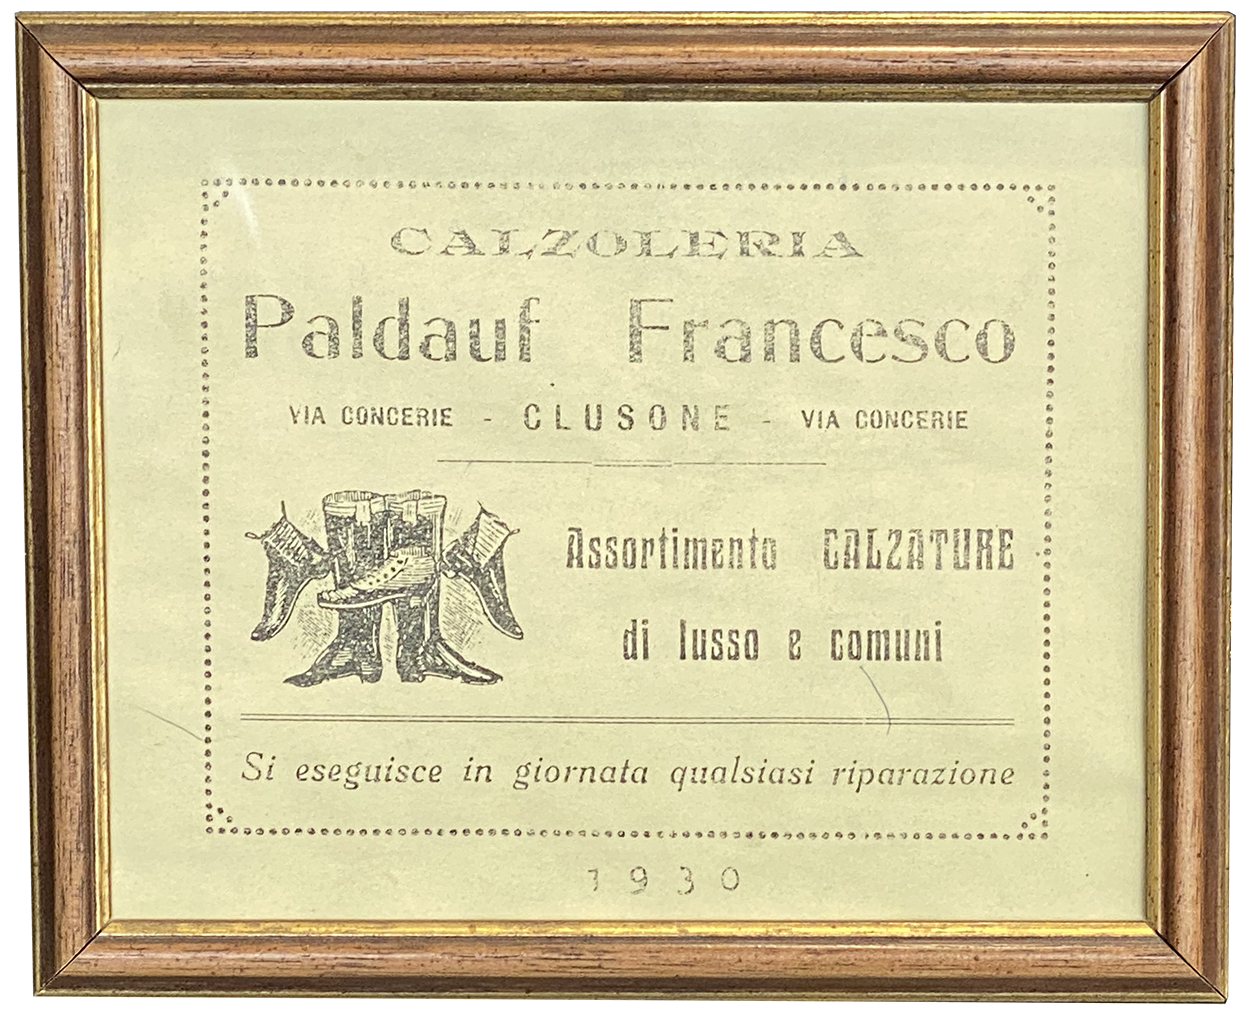 CALZOLERIA
Paldauf Francesco
VIA CONCERIE - CLUSONE - VIA CONCERIE
Assortimento CALZATURE
di lusso e comuni
Si eseguisce in giornata qualsiasi riparazione
1930